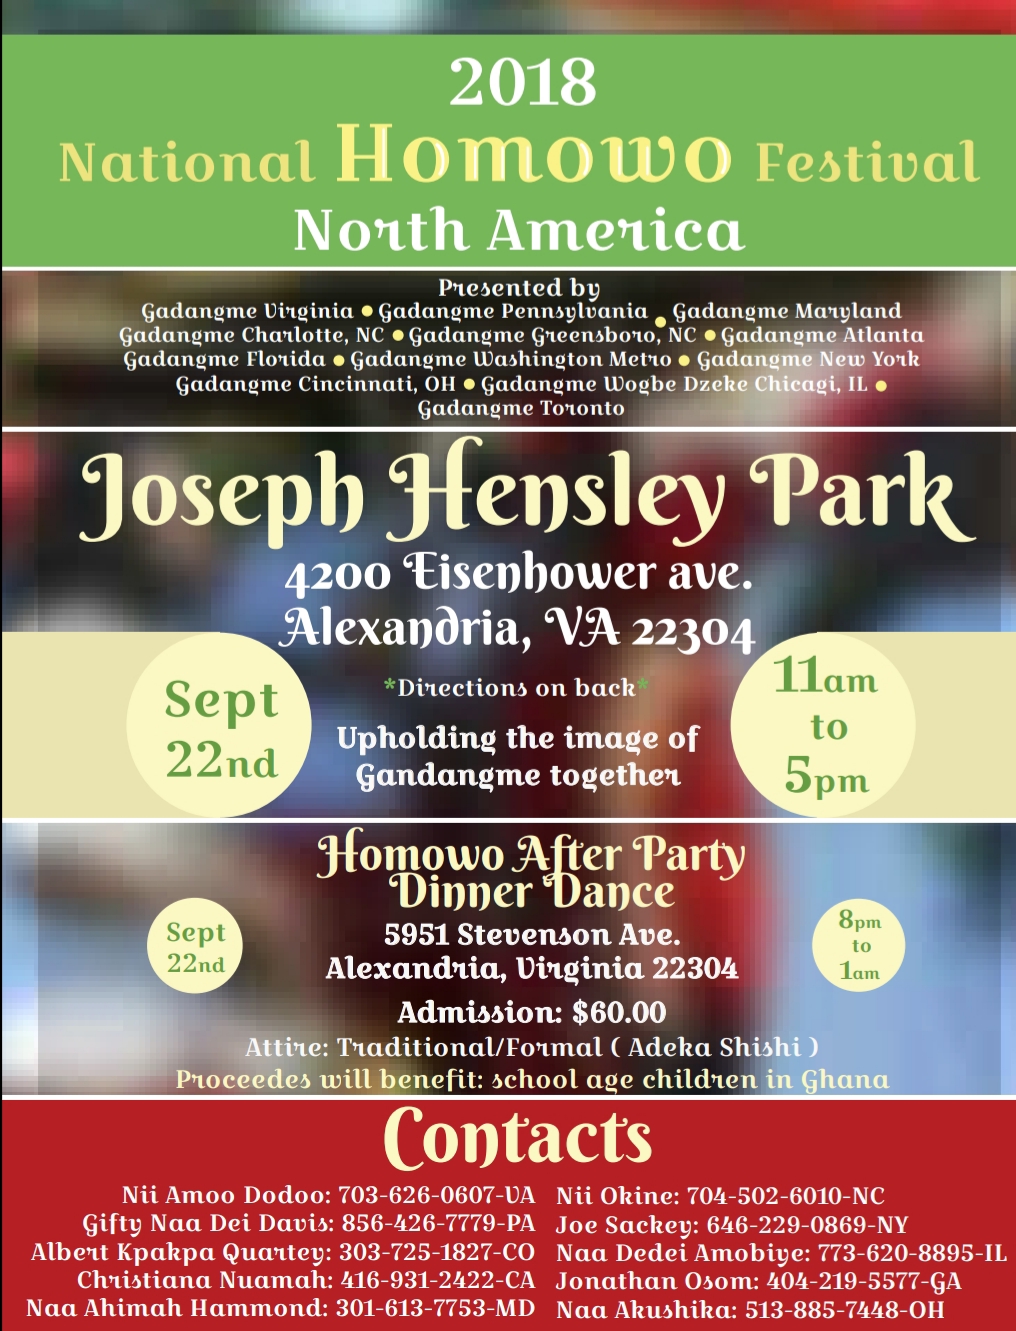 2018
National Homowo Festival
North America
Presented by
Gadangme Virginia ● Gadangme Pennsylvania ● Gadangme Maryland
Gadangme Charlotte, NC ● Gadangme Greensboro, NC ● Gadangme Atlanta
Gadangme Florida ● Gadangme Washington Metro ● Gadangme New York
Gadangme Cincinnati, OH ● Gadangme Wogbe Dzeke Chicagi, IL ●
Gadangme Toronto
Joseph Hensley Park
4200 Eisenhower ave.
Alexandria, VA 22304
Sept
22nd
*Directions on back*
Upholding the image of
Gandangme together
11am
to
5pm
Homowo After Party
Dinner Dance
Sept
22nd
5951 Stevenson Ave.
Alexandria, Virginia 22304
8pm
to
1am
Admission: $60.00
Attire: Traditional/Formal ( Adeka Shishi )
Proceedes will benefit: school age children in Ghana
Contacts
Nii Amoo Dodoo: 703-626-0607-VA
Gifty Naa Dei Davis: 856-426-7779-PA
Albert Kpakpa Quartey: 303-725-1827-CO
Christiana Nuamah: 416-931-2422-CA
Naa Ahimah Hammond: 301-613-7753-MD
Nii Okine: 704-502-6010-NC
Joe Sackey: 646-229-0869-NY
Naa Dedei Amobiye: 773-620-8895-IL
Jonathan Osom: 404-219-5577-GA
Naa Akushika: 513-885-7448-OH